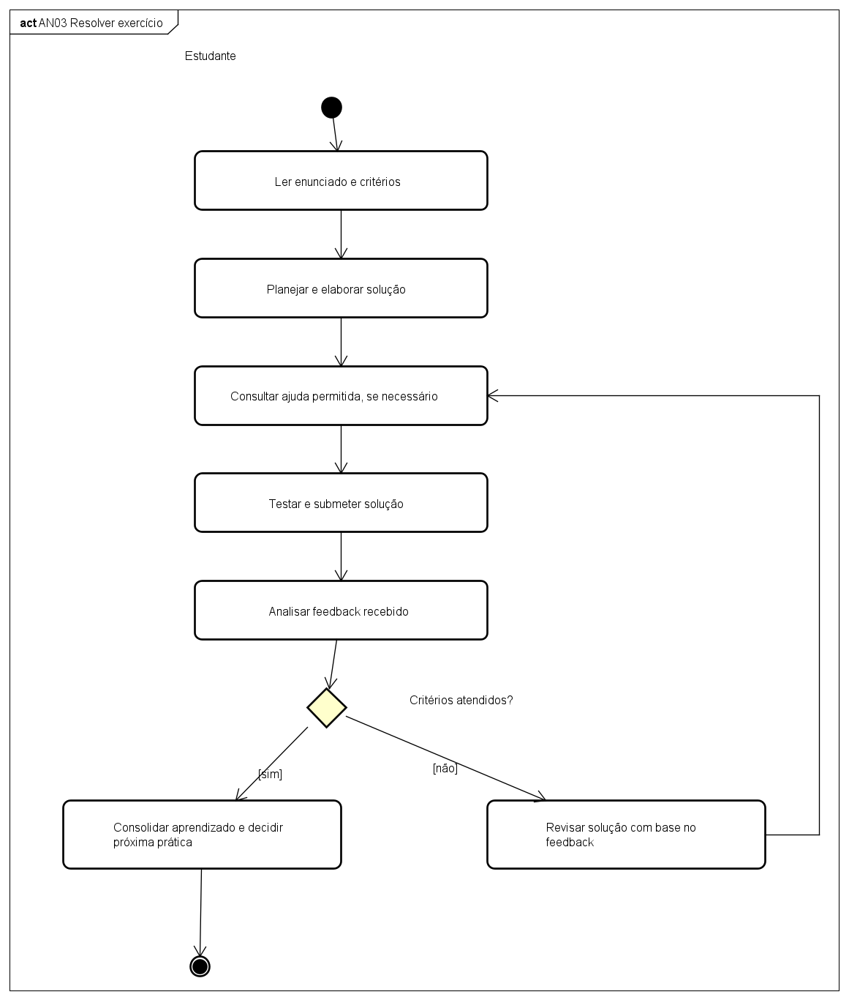 act AN03 Resolver exercício
Estudante
Ler enunciado e critérios
Planejar e elaborar solução
Consultar ajuda permitida, se necessário
Testar e submeter solução
Analisar feedback recebido
Critérios atendidos?
[sim]
[não]
Consolidar aprendizado e decidir
próxima prática
Revisar solução com base no
feedback